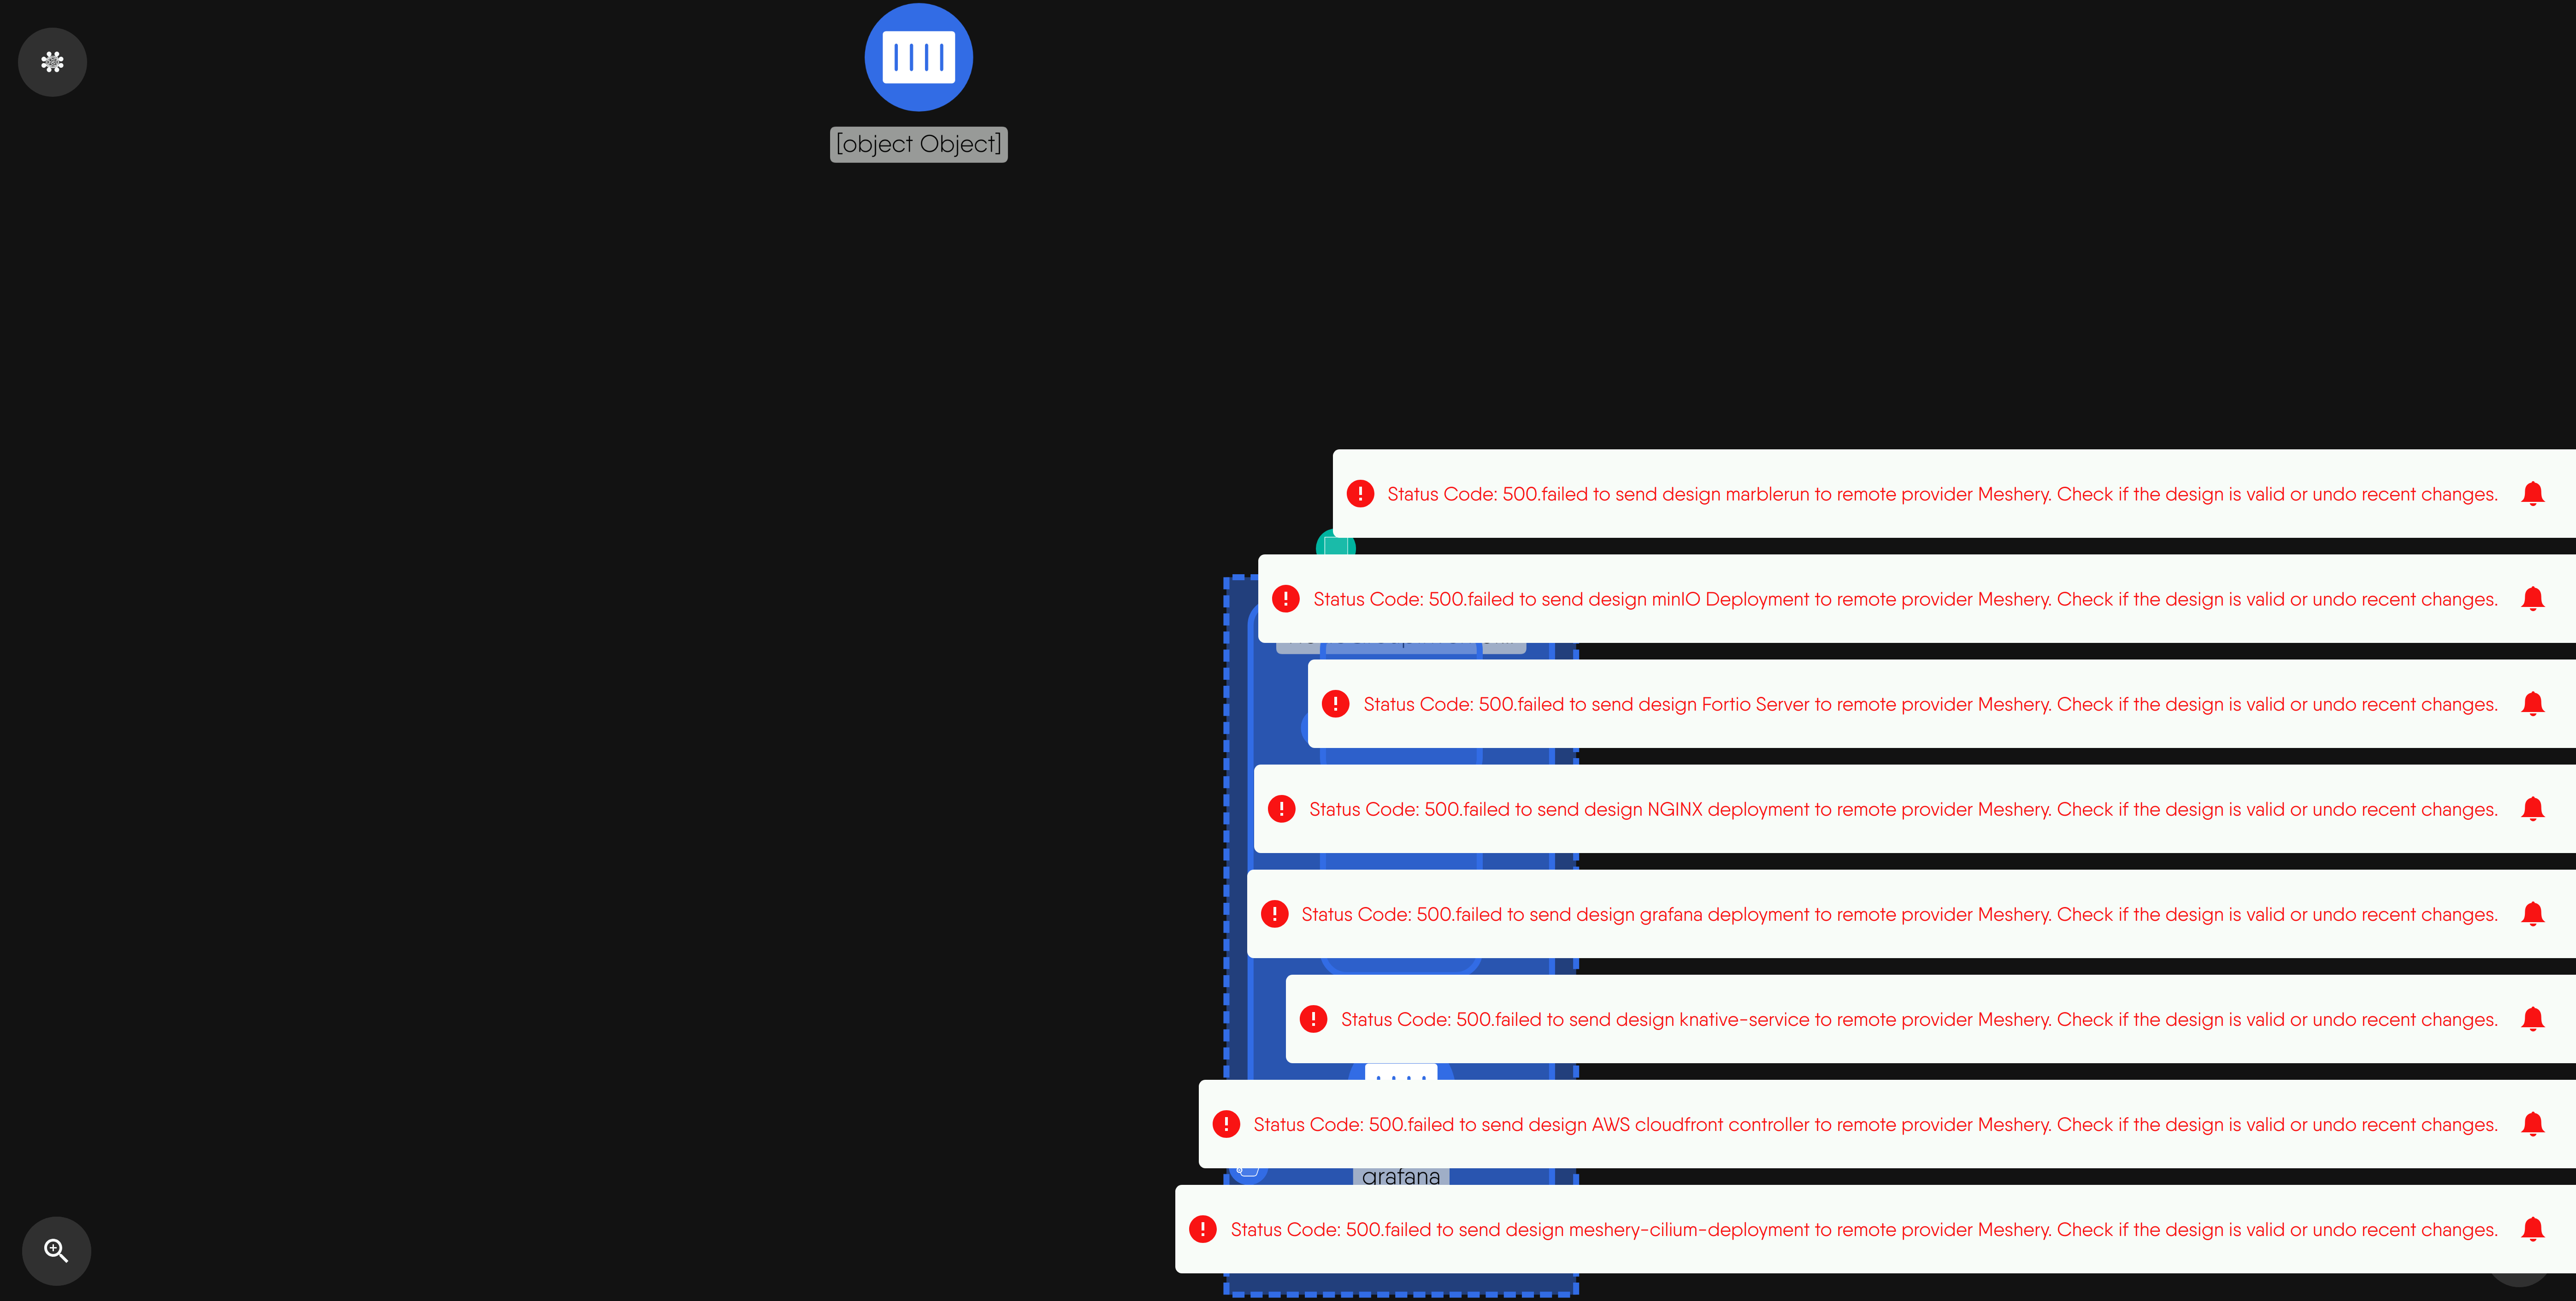 [object Object]
Status Code: 500.failed to send design marblerun to remote provider Meshery. Check if the design is valid or undo recent changes.
Status Code: 500.failed to send design minIO Deployment to remote provider Meshery. Check if the design is valid or undo recent changes.
Status Code: 500.failed to send design Fortio Server to remote provider Meshery. Check if the design is valid or undo recent changes.
Status Code: 500.failed to send design NGINX deployment to remote provider Meshery. Check if the design is valid or undo recent changes.
Status Code: 500.failed to send design grafana deployment to remote provider Meshery. Check if the design is valid or undo recent changes.
Status Code: 500.failed to send design knative-service to remote provider Meshery. Check if the design is valid or undo recent changes.
Status Code: 500.failed to send design AWS cloudfront controller to remote provider Meshery. Check if the design is valid or undo recent changes.
grafana
Status Code: 500.failed to send design meshery-cilium-deployment to remote provider Meshery. Check if the design is valid or undo recent changes.